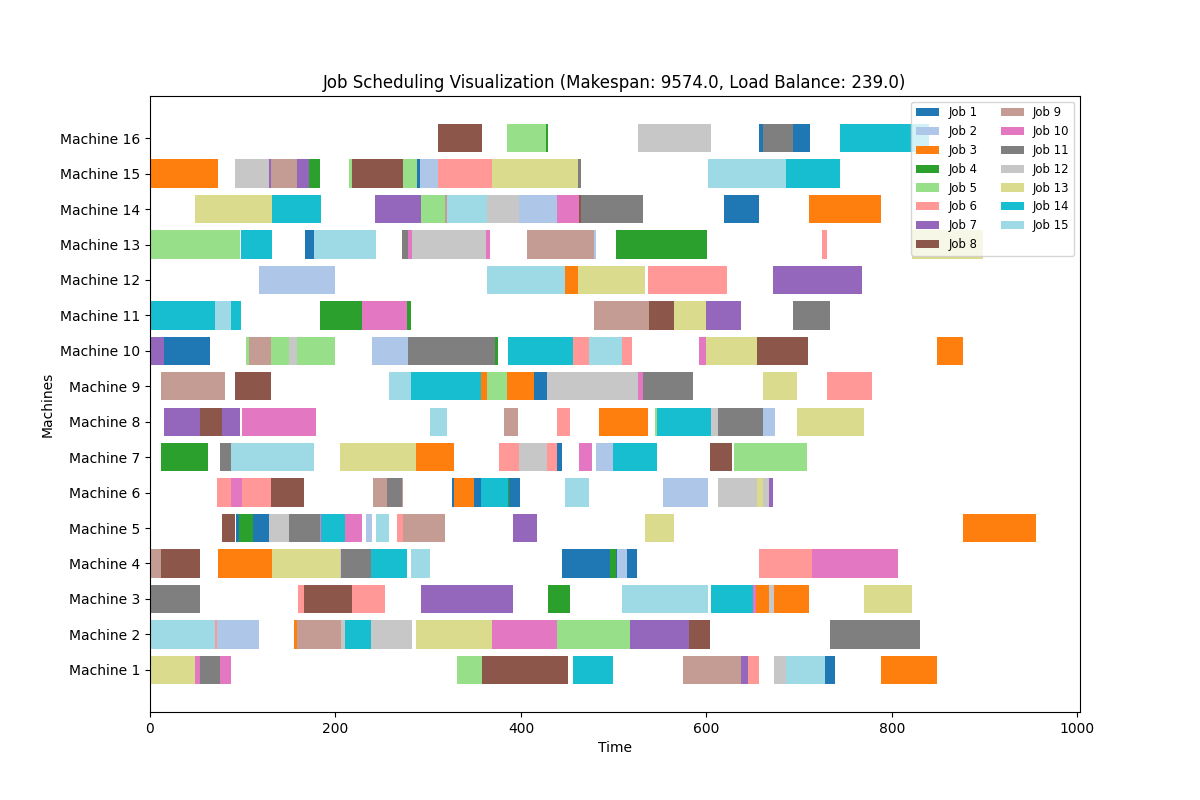 Job Scheduling Visualization (Makespan: 9574.0, Load Balance: 239.0)
Machines
Machine 16
Machine 15
Machine 14
Machine 13
Machine 12
Machine 11
Machine 10
Machine 9
Machine 8
Machine 7
Machine 6
Machine 5
Machine 4
Machine 3
Machine 2
Machine 1
Job 1
Job 2
Job 3
Job 4
Job 5
Job 6
Job 7
Job 8
Job 9
Job 10
Job 11
Job 12
Job 13
Job 14
Job 15
0 200 400 600 800 1000
Time